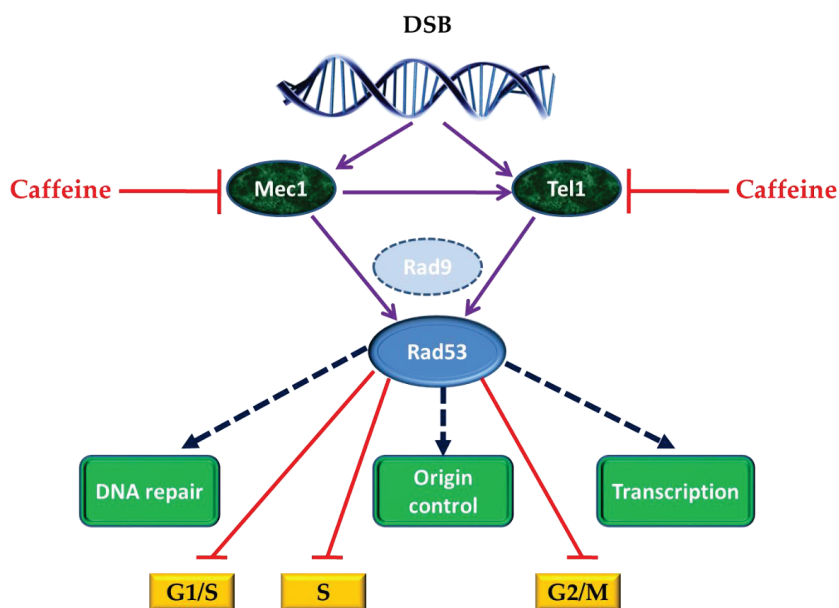 DSB
Caffeine
Mec1
Tel1
Caffeine
Rad9
Rad53
DNA repair
Origin
control
Transcription
G1/S
S
G2/M